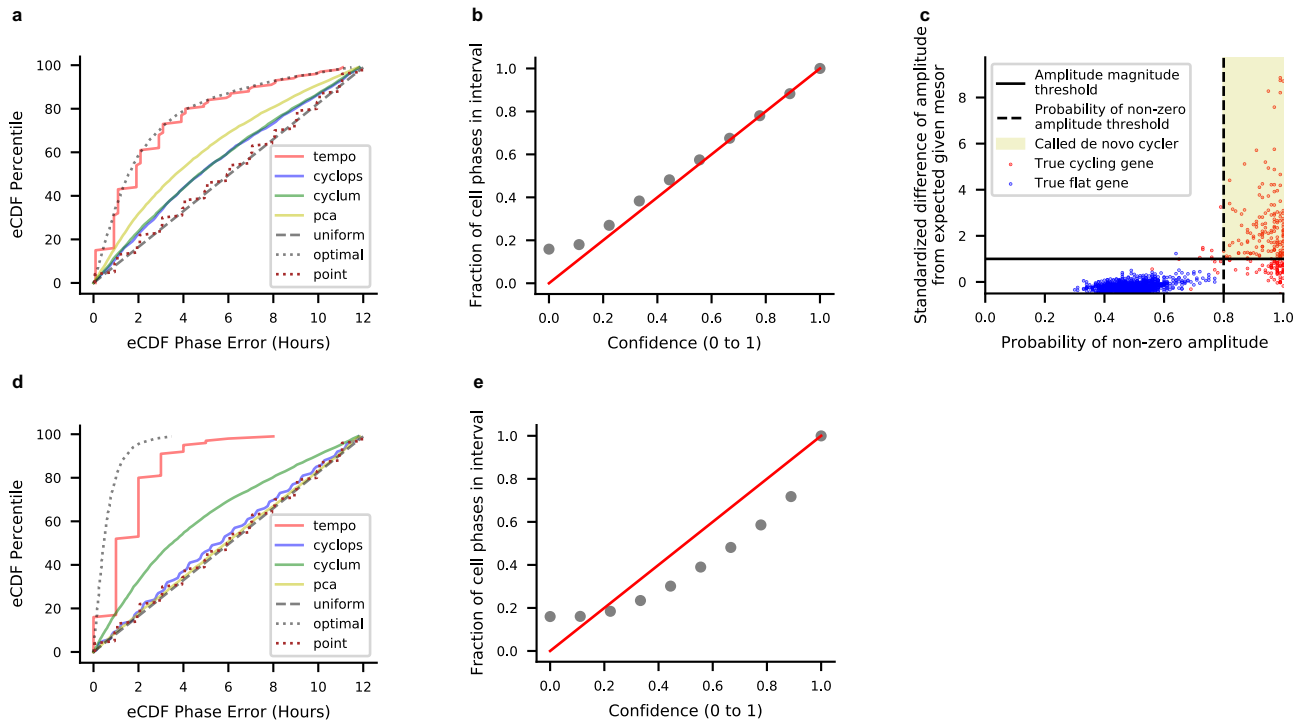 a
100
80
60
40
20
0
eCDF Percentile
0 2 4 6 8 10 12
eCDF Phase Error (Hours)
tempo
cyclops
cyclum
pca
uniform
optimal
point
b
1.0
0.8
0.6
0.4
0.2
0.0
Fraction of cell phases in interval
0.0 0.2 0.4 0.6 0.8 1.0
Confidence (0 to 1)
c
Standardized difference of amplitude
from expected given mesor
8
6
4
2
0
0.0 0.2 0.4 0.6 0.8 1.0
Probability of non-zero amplitude
Amplitude magnitude
threshold
Probability of non-zero
amplitude threshold
Called de novo cycler
True cycling gene
True flat gene
d
100
80
60
40
20
0
eCDF Percentile
0 2 4 6 8 10 12
eCDF Phase Error (Hours)
tempo
cyclops
cyclum
pca
uniform
optimal
point
e
1.0
0.8
0.6
0.4
0.2
0.0
Fraction of cell phases in interval
0.0 0.2 0.4 0.6 0.8 1.0
Confidence (0 to 1)